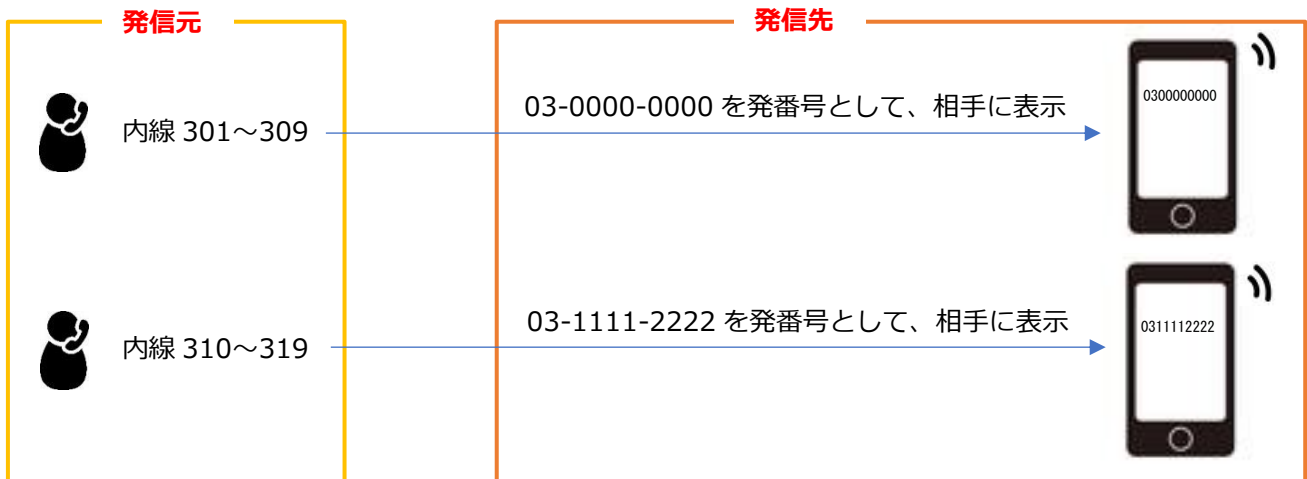 発信元
発信先
内線 301～309
03-0000-0000 を発番号として、相手に表示
0300000000
内線 310～319
03-1111-2222 を発番号として、相手に表示
0311112222